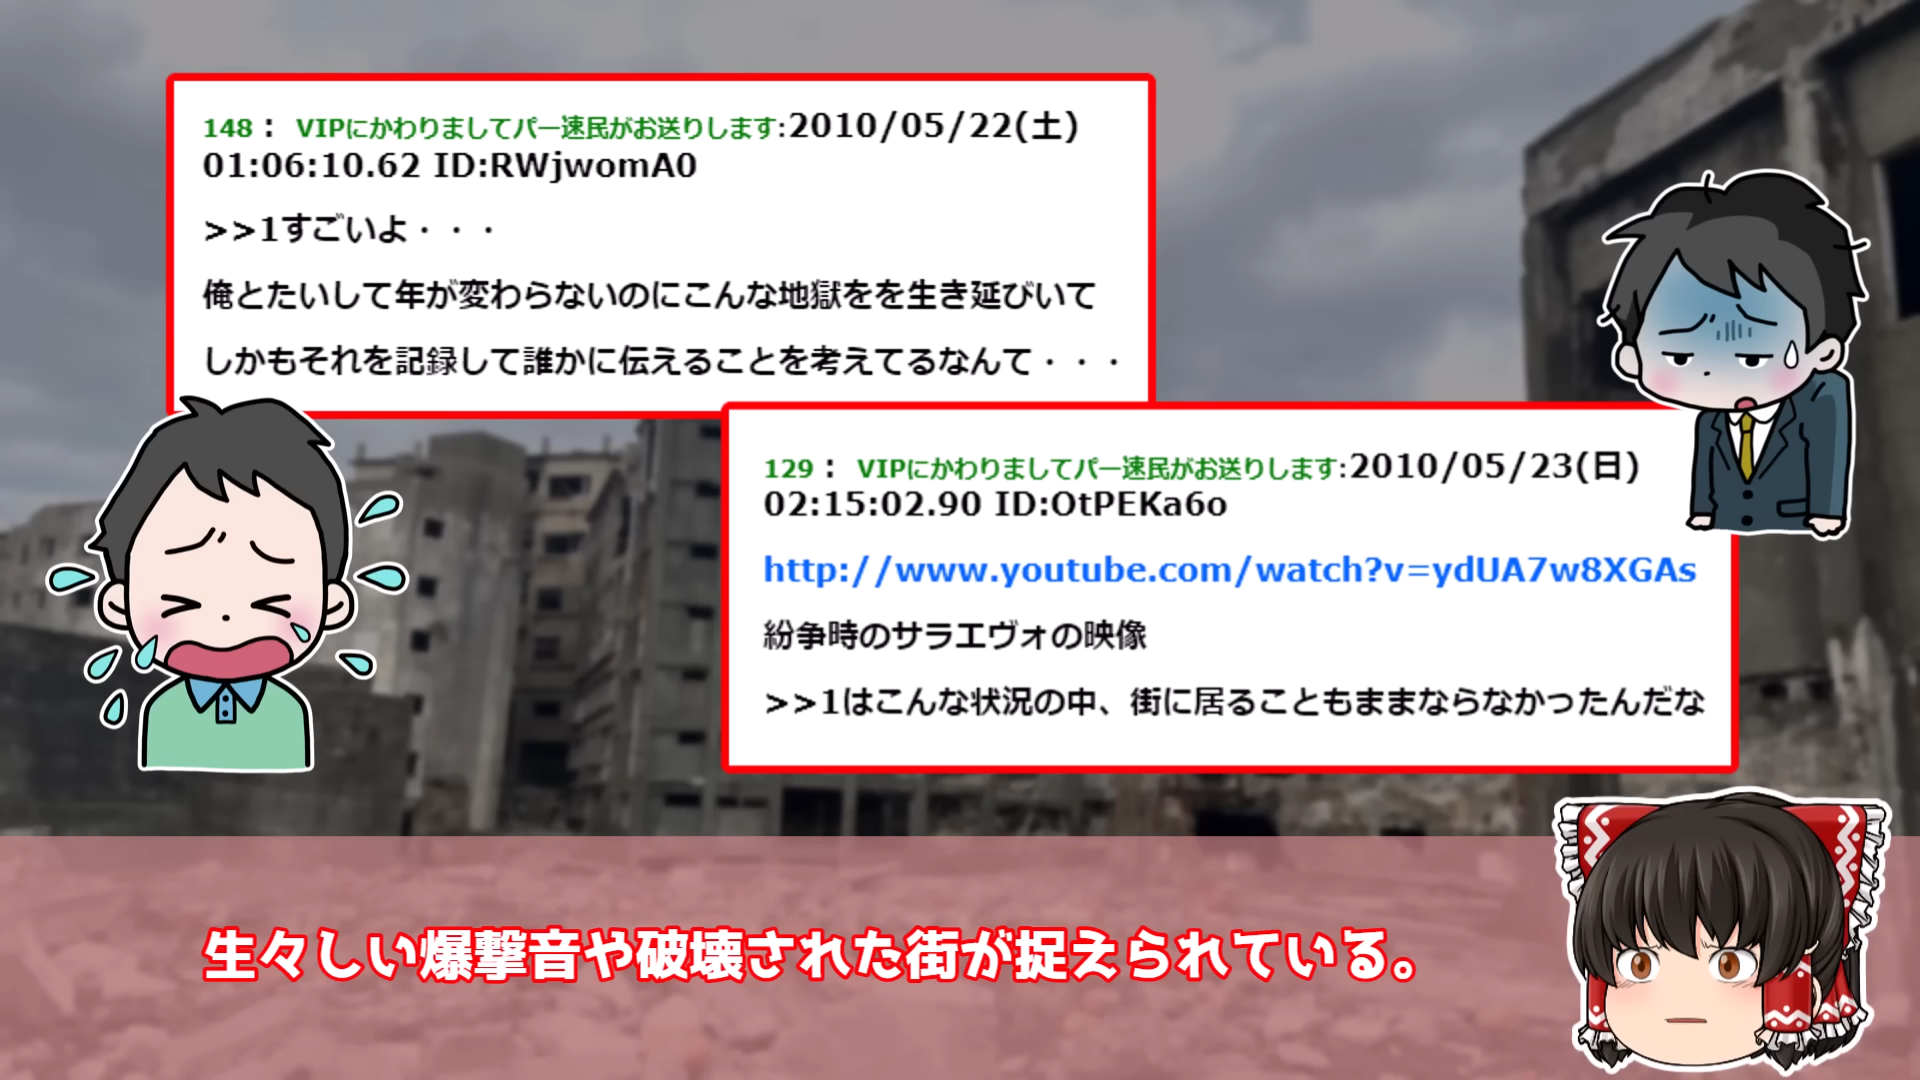 148： VIPにかわりましてパー速民がお送りします:2010/05/22(土)
01:06:10.62 ID:RWjwomA0
>>1すごいよ・・・
俺とたいして年が変わらないのにこんな地獄をを生き延びいて
しかもそれを記録して誰かに伝えることを考えてるなんて・・・
129： VIPにかわりましてパー速民がお送りします:2010/05/23(日)
02:15:02.90 ID:OtPEKa6o
http://www.youtube.com/watch?v=ydUA7w8XGAs
紛争時のサラエヴォの映像
>>1はこんな状況の中、街に居ることもままならなかったんだな
生々しい爆撃音や破壊された街が捉えられている。